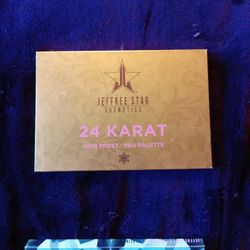 JEFFREE STAR
COSMETICS
24 KARAT
SKIN FROST™ PRO PALETTE